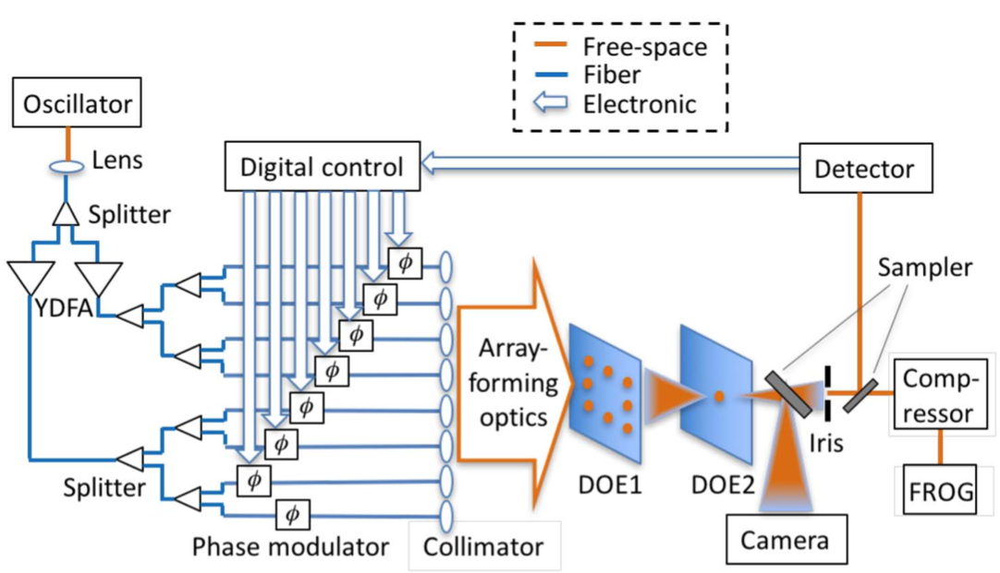 Free-space
Fiber
Electronic
Oscillator
Lens
Splitter
YDFA
Digital control
Detector
ϕ
ϕ
ϕ
ϕ
ϕ
ϕ
ϕ
ϕ
Sampler
Array-
forming
optics
Comp-
ressor
Iris
Splitter
DOE1
DOE2
FROG
Phase modulator
Collimator
Camera